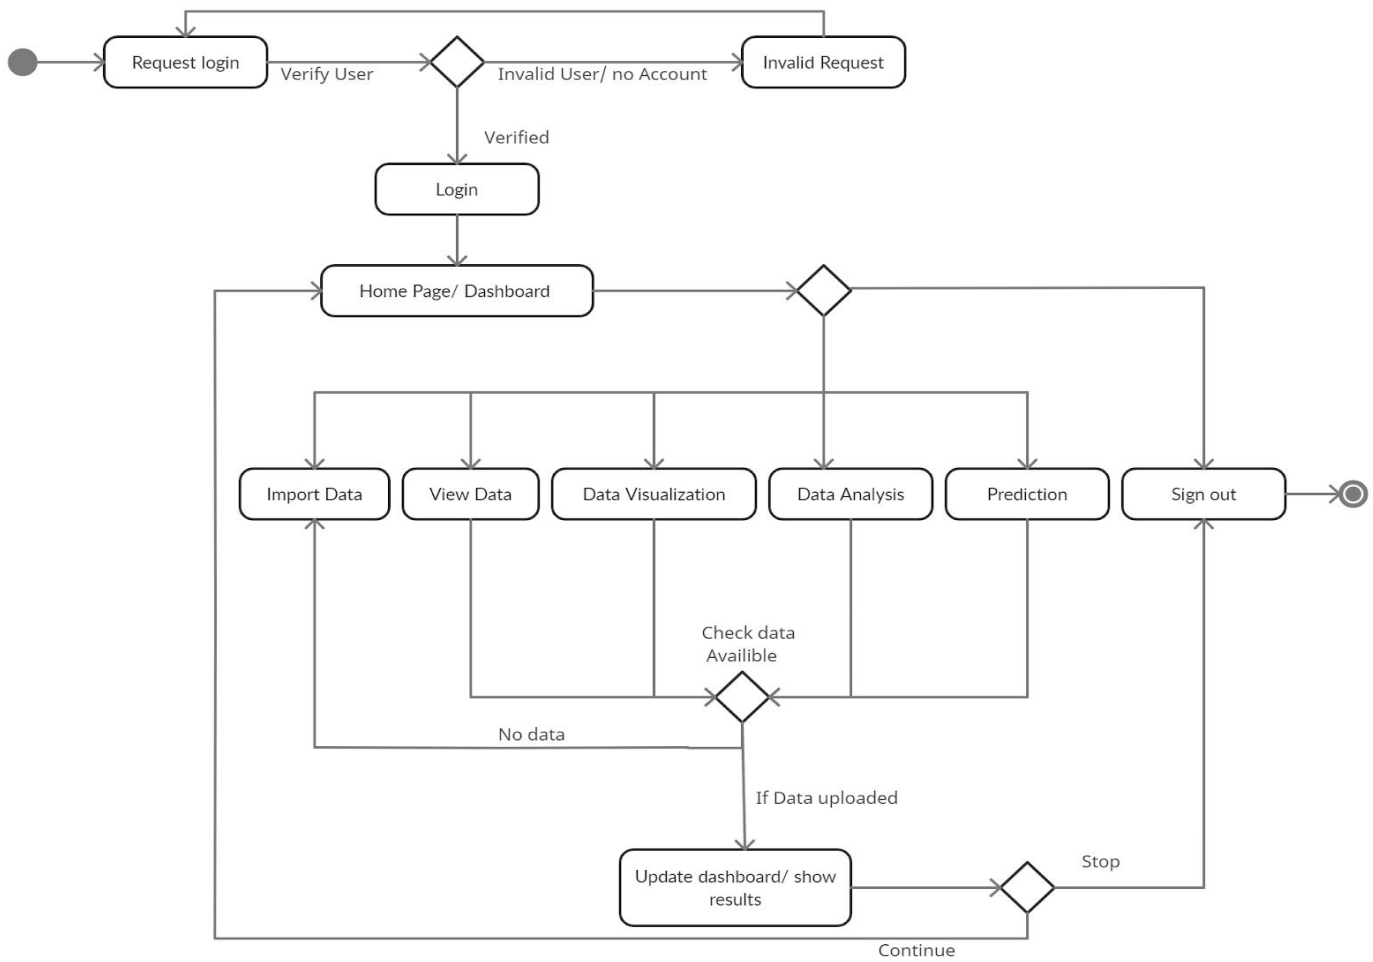 Request login
Verify User
Invalid User/ no Account
Invalid Request
Verified
Login
Home Page/ Dashboard
Import Data
View Data
Data Visualization
Data Analysis
Prediction
Sign out
Check data
Availible
No data
If Data uploaded
Update dashboard/ show
results
Stop
Continue